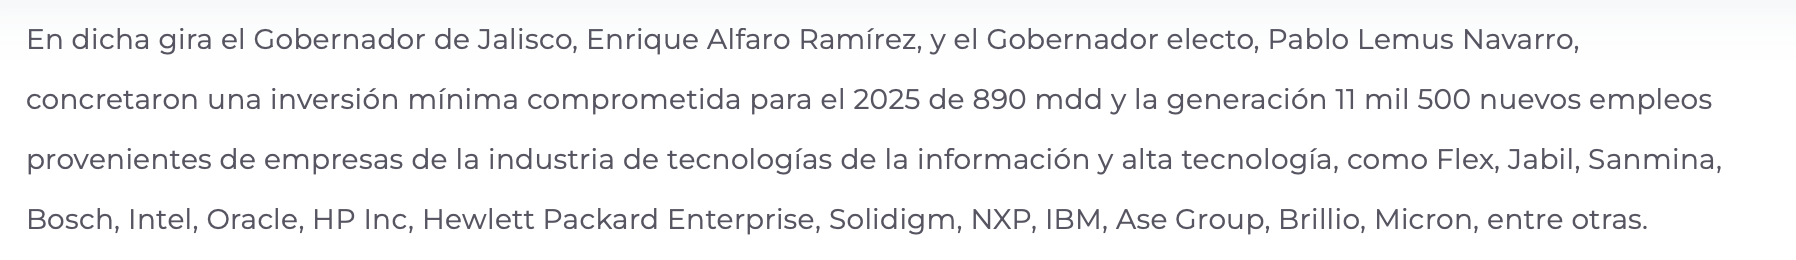 En dicha gira el Gobernador de Jalisco, Enrique Alfaro Ramírez, y el Gobernador electo, Pablo Lemus Navarro,
concretaron una inversión mínima comprometida para el 2025 de 890 mdd y la generación 11 mil 500 nuevos empleos
provenientes de empresas de la industria de tecnologías de la información y alta tecnología, como Flex, Jabil, Sanmina,
Bosch, Intel, Oracle, HP Inc, Hewlett Packard Enterprise, Solidigm, NXP, IBM, Ase Group, Brillio, Micron, entre otras.